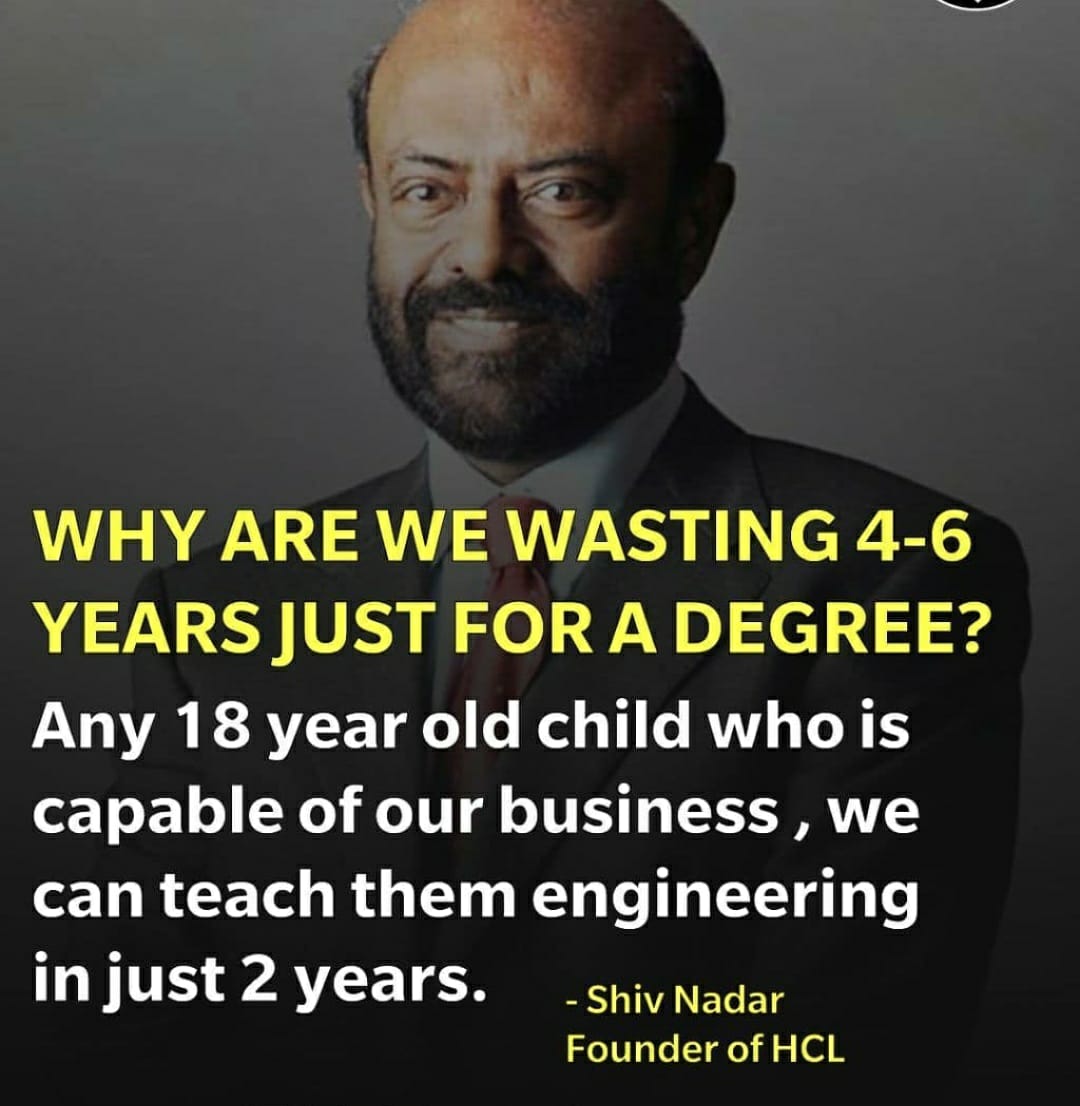 WHY ARE WE WASTING 4-6
YEARS JUST FOR A DEGREE?
Any 18 year old child who is
capable of our business , we
can teach them engineering
in just 2 years.
- Shiv Nadar
Founder of HCL